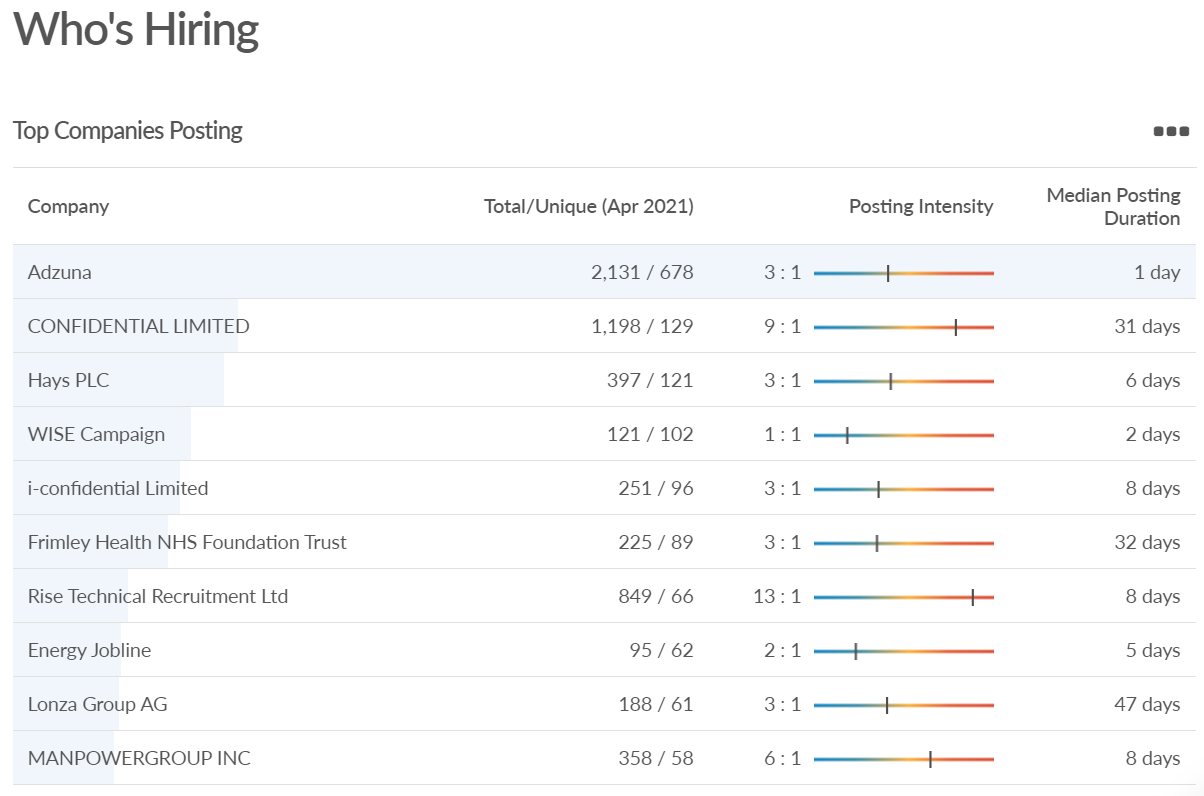 Who's Hiring
Top Companies Posting
Company Total/Unique (Apr 2021) Posting Intensity Median Posting Duration
Adzuna 2,131 / 678 3 : 1 1 day
CONFIDENTIAL LIMITED 1,198 / 129 9 : 1 31 days
Hays PLC 397 / 121 3 : 1 6 days
WISE Campaign 121 / 102 1 : 1 2 days
i-confidential Limited 251 / 96 3 : 1 8 days
Frimley Health NHS Foundation Trust 225 / 89 3 : 1 32 days
Rise Technical Recruitment Ltd 849 / 66 13 : 1 8 days
Energy Jobline 95 / 62 2 : 1 5 days
Lonza Group AG 188 / 61 3 : 1 47 days
MANPOWERGROUP INC 358 / 58 6 : 1 8 days